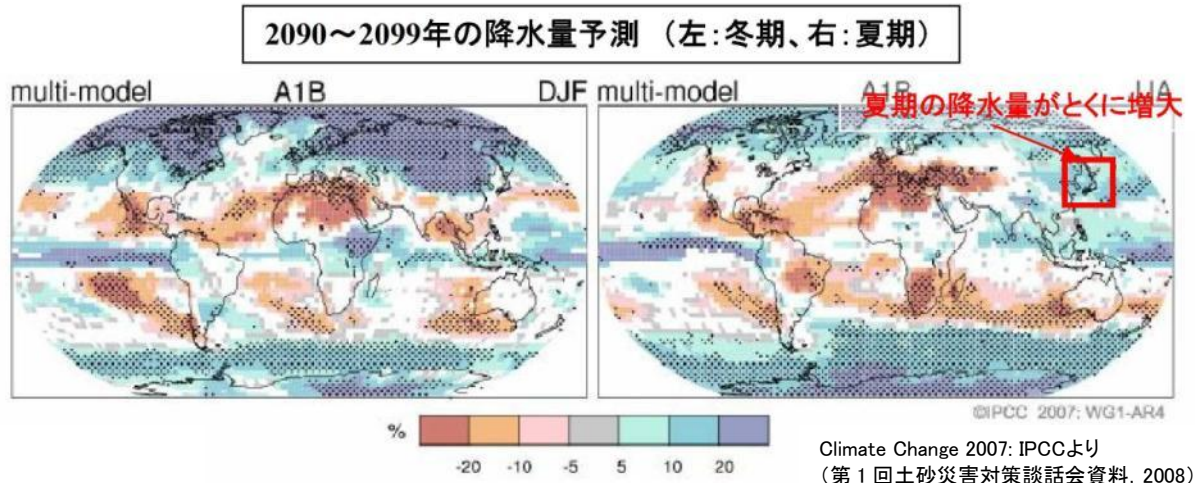 2090～2099年の降水量予測 （左：冬期、右：夏期）
multi-model A1B DJF
multi-model A1B JJA
夏期の降水量がとくに増大
©IPCC 2007: WG1-AR4
%
-20 -10 -5 5 10 20
Climate Change 2007: IPCCより
（第１回土砂災害対策談話会資料，2008）